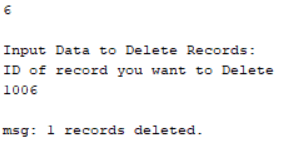 6
Input Data to Delete Records:
ID of record you want to Delete
1006
msg: 1 records deleted.